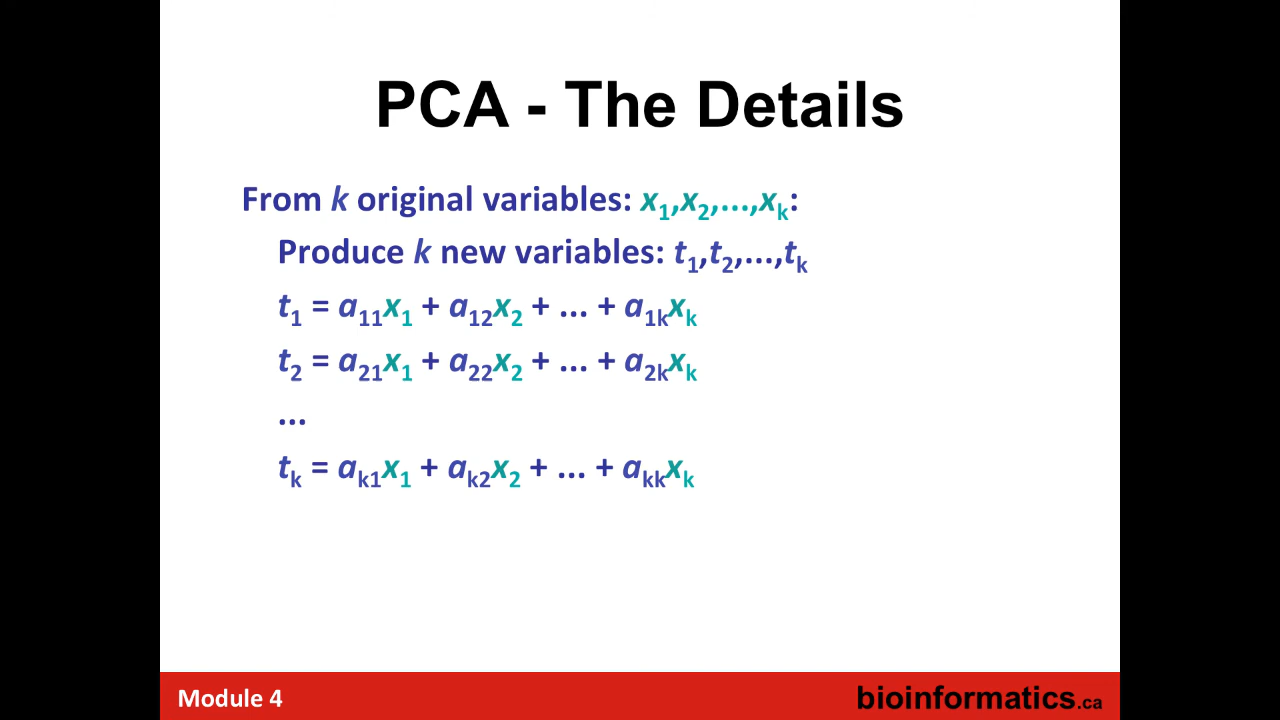 PCA - The Details
From k original variables: x₁,x₂,...,xₖ:
Produce k new variables: t₁,t₂,...,tₖ
t₁ = a₁₁x₁ + a₁₂x₂ + ... + a₁ₖxₖ
t₂ = a₂₁x₁ + a₂₂x₂ + ... + a₂ₖxₖ
...
tₖ = aₖ₁x₁ + aₖ₂x₂ + ... + aₖₖxₖ
Module 4
bioinformatics.ca